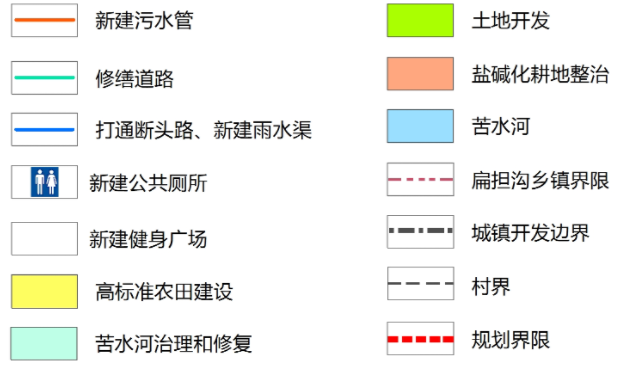 新建污水管
修缮道路
打通断头路、新建雨水渠
新建公共厕所
新建健身广场
高标准农田建设
苦水河治理和修复
土地开发
盐碱化耕地整治
苦水河
扁担沟乡镇界限
城镇开发边界
村界
规划界限